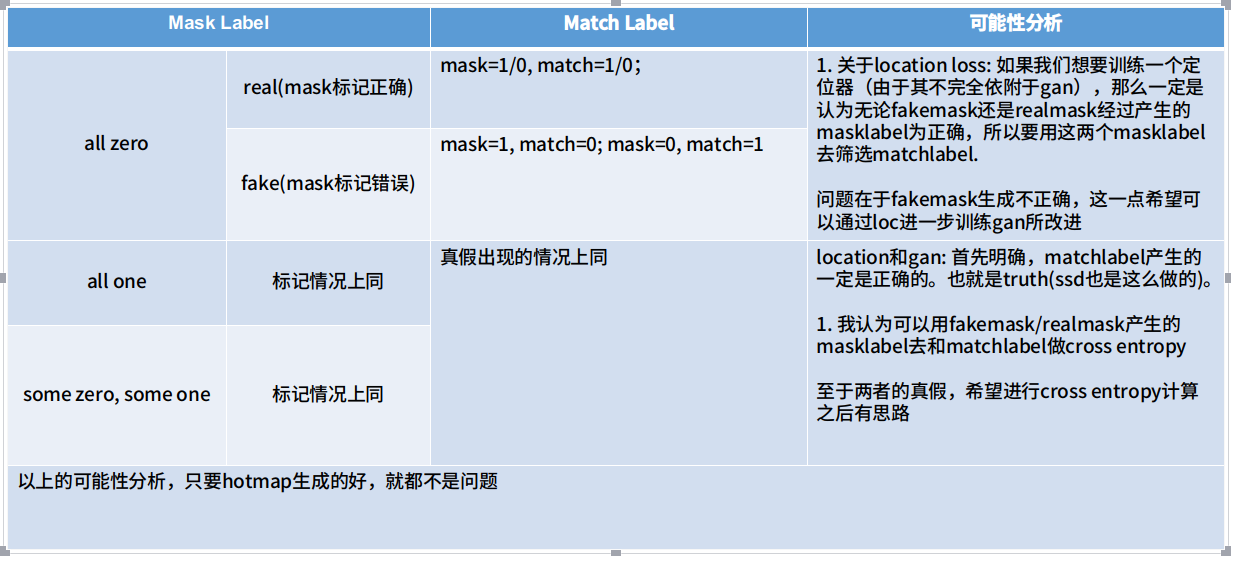 Mask Label
Match Label
可能性分析
all zero
real(mask标记正确)
mask=1/0, match=1/0；
fake(mask标记错误)
mask=1, match=0; mask=0, match=1
1. 关于location loss: 如果我们想要训练一个定
位器（由于其不完全依附于gan）, 那么一定是
认为无论fakemask还是realmask经过产生的
masklabel为正确，所以要用这两个masklabel
去筛选matchlabel.
问题在于fakemask生成不正确，这一点希望可
以通过loc进一步训练gan所改进
all one
标记情况上同
真假出现的情况上同
location和gan: 首先明确，matchlabel产生的
一定是正确的。也就是truth(ssd也是这么做的)。
1. 我认为可以用fakemask/realmask产生的
masklabel去和matchlabel做cross entropy
至于两者的真假，希望进行cross entropy计算
之后有思路
some zero, some one
标记情况上同
以上的可能性分析，只要hotmap生成的好，就都不是问题